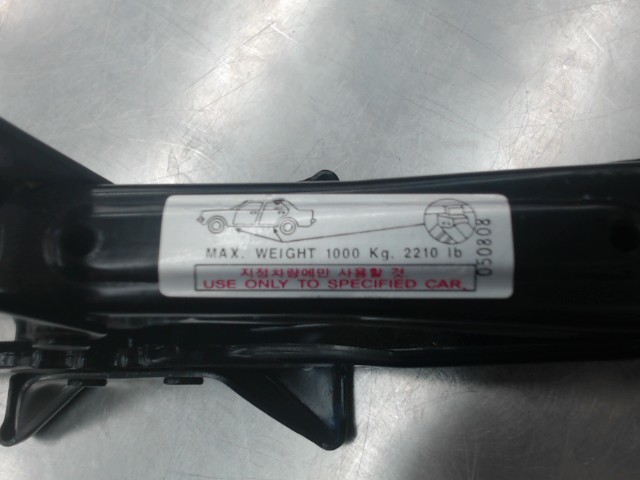 MAX. WEIGHT 1000 Kg. 2210 lb
지정차량에만 사용할 것
USE ONLY TO SPECIFIED CAR.
050808